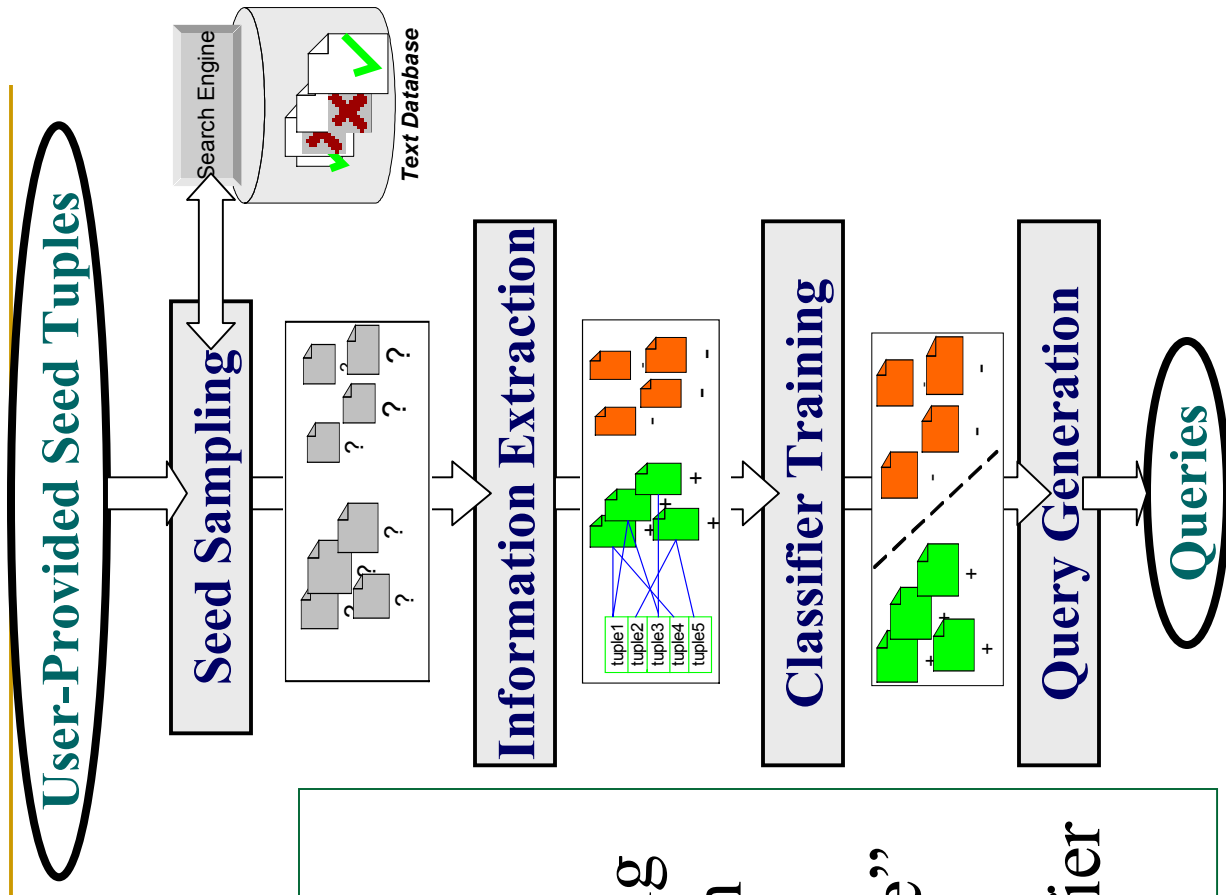 User-Provided Seed Tuples
Search Engine
Text Database
Seed Sampling
? ? ? ?
? ? ? ?
Information Extraction
tuple1
tuple2
tuple3
tuple4
tuple5
+ + + +
- - - -
Classifier Training
+ + + +
- - - -
Query Generation
Queries